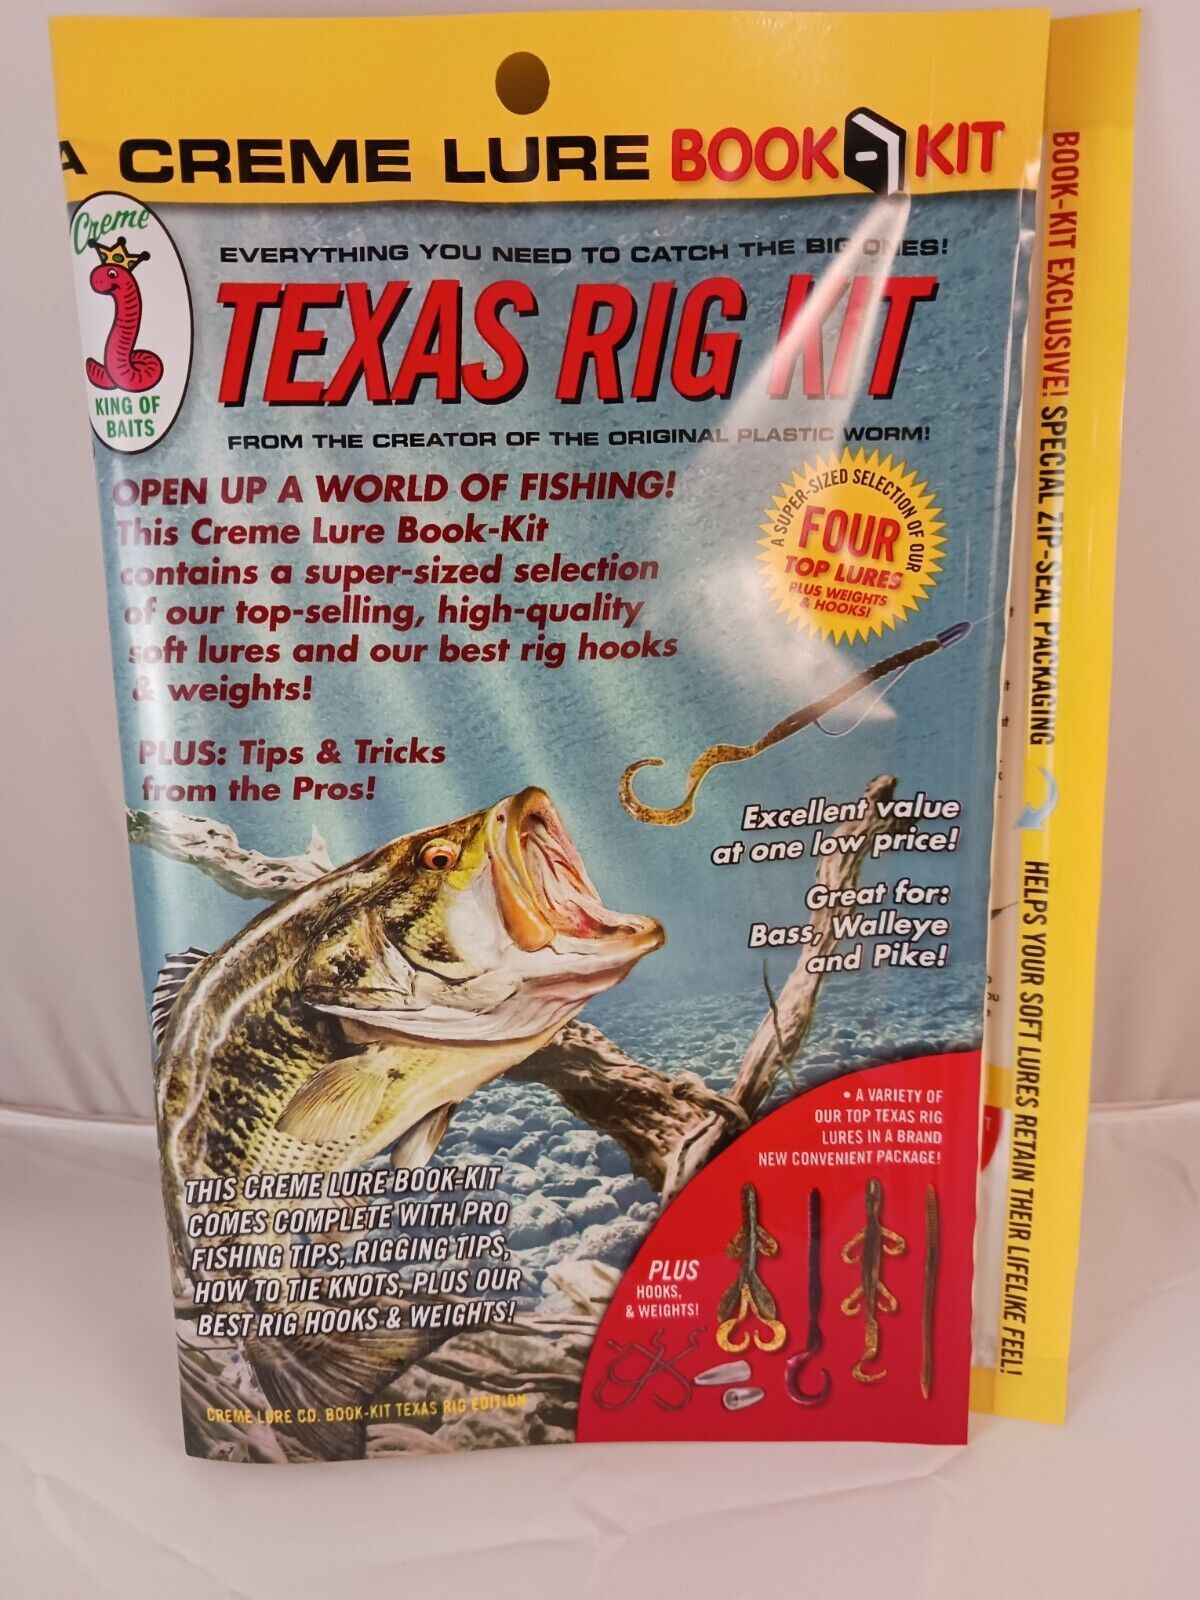 A CREME LURE BOOK-KIT
Creme
KING OF
BAITS
EVERYTHING YOU NEED TO CATCH THE BIG ONES!
TEXAS RIG KIT
FROM THE CREATOR OF THE ORIGINAL PLASTIC WORM!
OPEN UP A WORLD OF FISHING!
This Creme Lure Book-Kit
contains a super-sized selection
of our top-selling, high-quality
soft lures and our best rig hooks
& weights!
PLUS: Tips & Tricks
from the Pros!
A SUPER-SIZED SELECTION OF OUR
FOUR
TOP LURES
PLUS WEIGHTS
& HOOKS!
Excellent value
at one low price!
Great for:
Bass, Walleye
and Pike!
• A VARIETY OF
OUR TOP TEXAS RIG
LURES IN A BRAND
NEW CONVENIENT PACKAGE!
PLUS
HOOKS,
& WEIGHTS!
THIS CREME LURE BOOK-KIT
COMES COMPLETE WITH PRO
FISHING TIPS, RIGGING TIPS,
HOW TO TIE KNOTS, PLUS OUR
BEST RIG HOOKS & WEIGHTS!
CREME LURE CO. BOOK-KIT TEXAS RIG EDITION
BOOK-KIT EXCLUSIVE! SPECIAL ZIP-SEAL PACKAGING HELPS YOUR SOFT LURES RETAIN THEIR LIFELIKE FEEL!